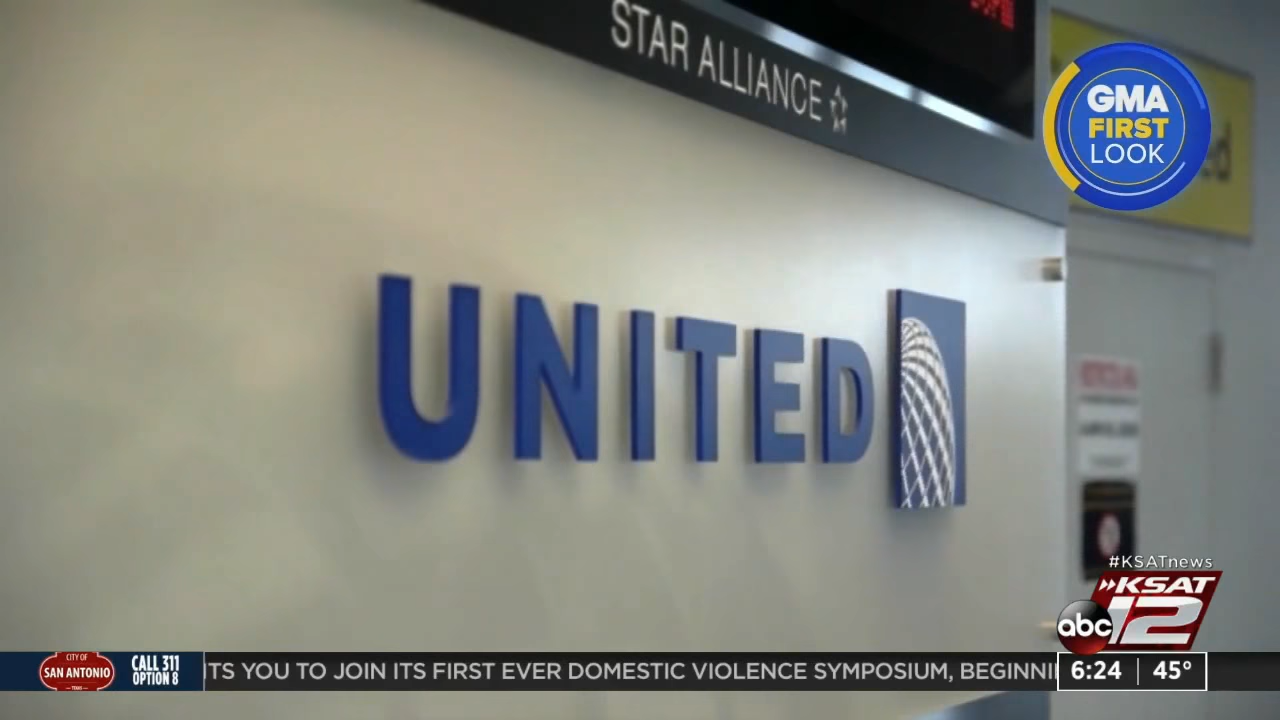 STAR ALLIANCE
GMA
FIRST
LOOK
UNITED
#KSATnews
KSAT
abc 12
CITY OF
SAN ANTONIO
TEXAS
CALL 311
OPTION 8
TS YOU TO JOIN ITS FIRST EVER DOMESTIC VIOLENCE SYMPOSIUM, BEGINNI
6:24 45°